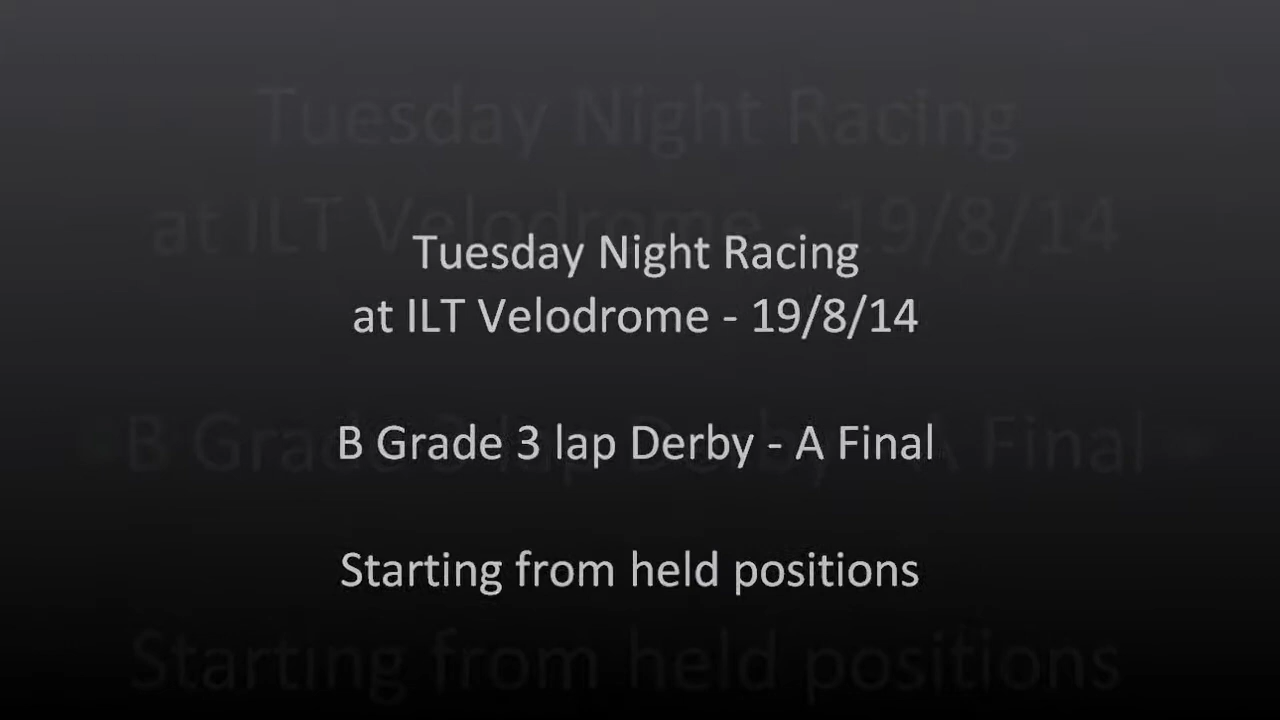 Tuesday Night Racing
at ILT Velodrome - 19/8/14
B Grade 3 lap Derby - A Final
Starting from held positions